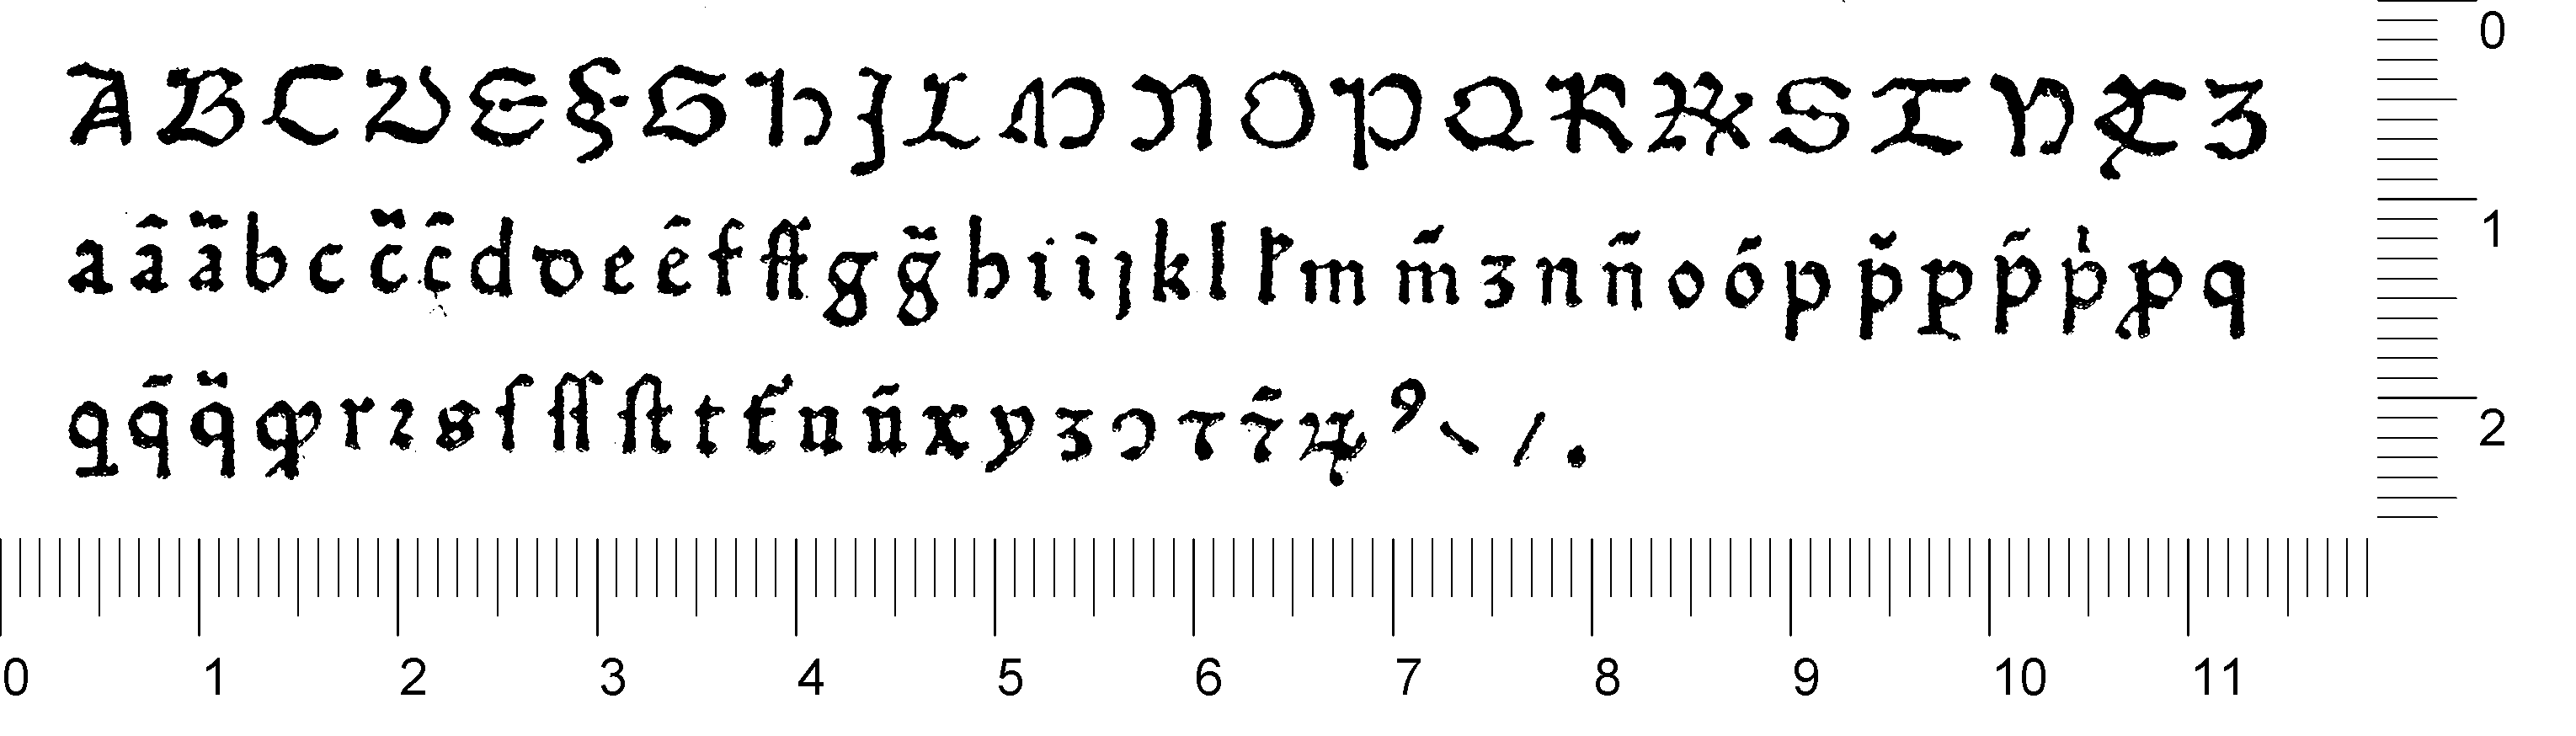 A B C D E F G H J L M N O P Q R ꝶ S T V X Z
a ã ä b c c̈ c̄ d d e ē f ff g g̈ h i ī j k l ł m m̃ ꝫ n ñ o õ p p̈ ꝑ p̄ p̓ ꝓ q
ꝗ q̄ q̈ ꝙ r ꝛ s ſ ſſ ſt t t̃ u ū x y ꝫ ꝯ ⁊ ⁊̄ ꝝ ꝰ - / .
0 1 2
0 1 2 3 4 5 6 7 8 9 10 11